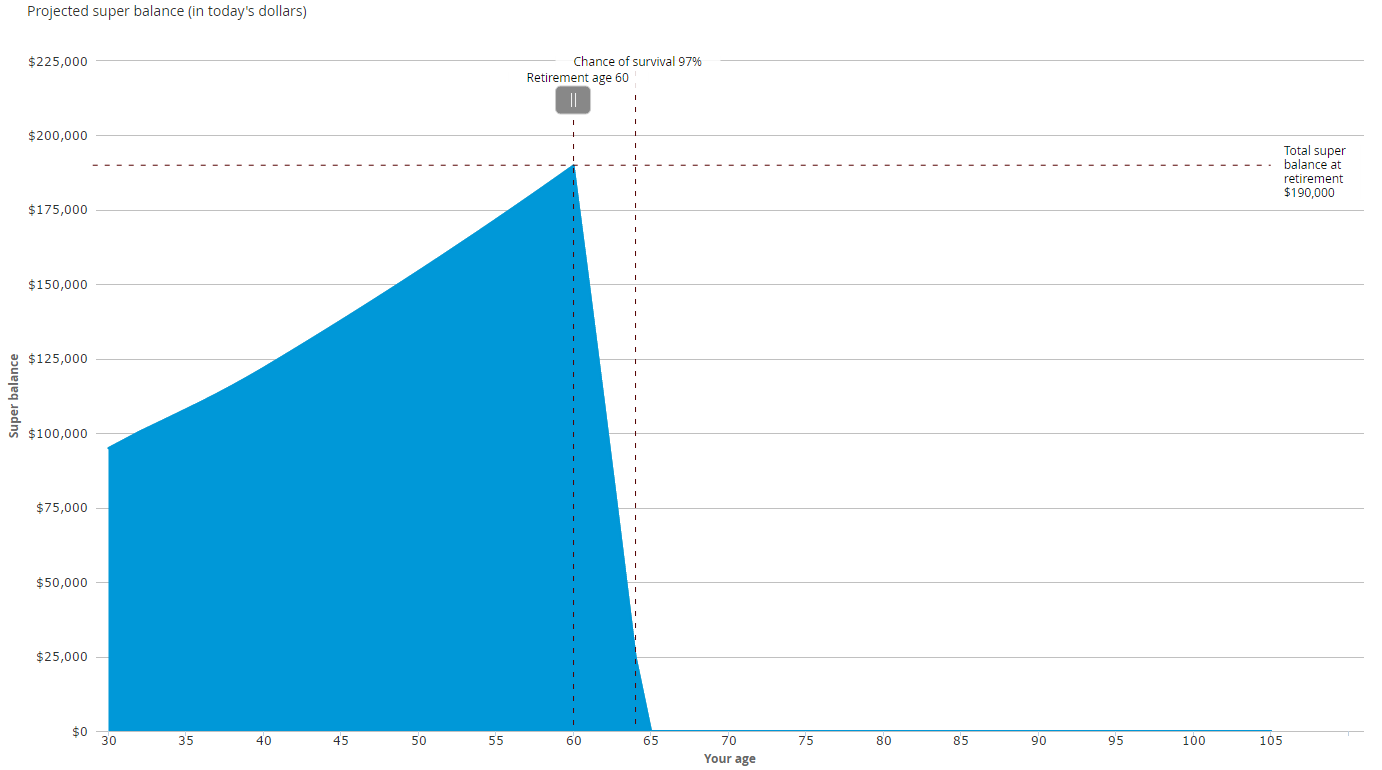 Projected super balance (in today's dollars)
$225,000
Chance of survival 97%
Retirement age 60
$200,000
Total super
balance at
retirement
$190,000
$175,000
$150,000
$125,000
$100,000
$75,000
$50,000
$25,000
$0
Super balance
30 35 40 45 50 55 60 65 70 75 80 85 90 95 100 105
Your age